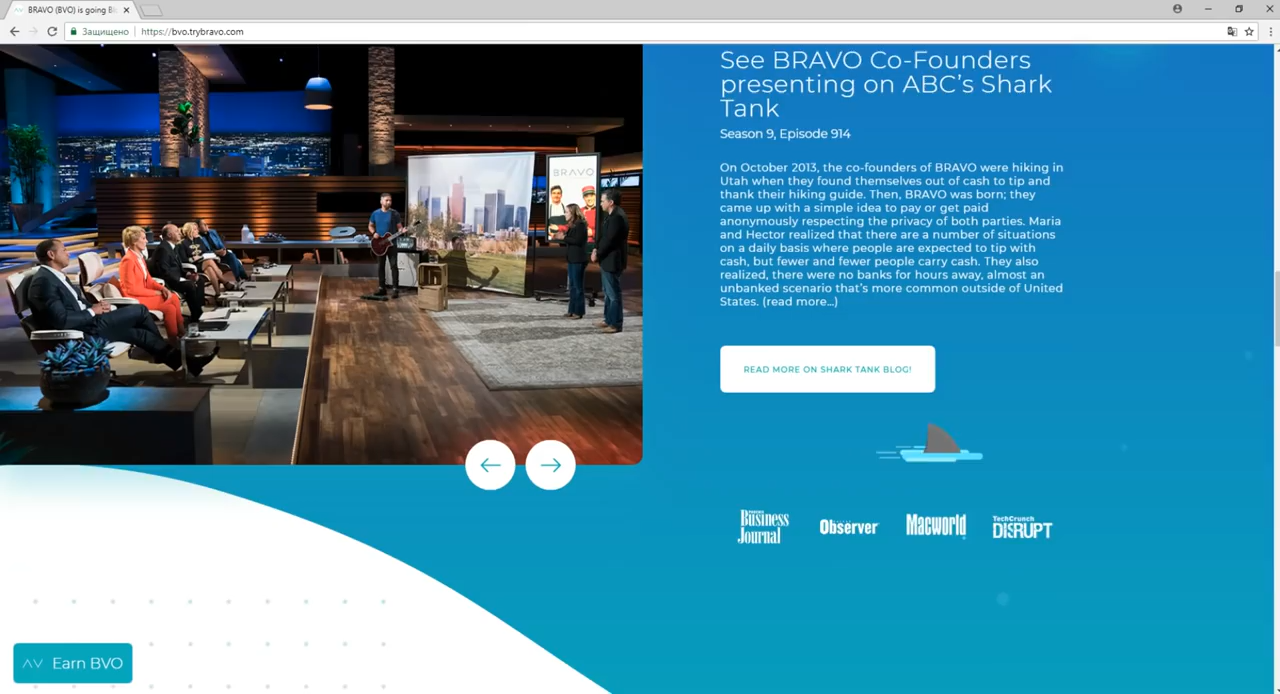 BRAVO (BVO) is going Bl
Защищено
https://bvo.trybravo.com
BRAVO
See BRAVO Co-Founders
presenting on ABC’s Shark
Tank
Season 9, Episode 914
On October 2013, the co-founders of BRAVO were hiking in
Utah when they found themselves out of cash to tip and
thank their hiking guide. Then, BRAVO was born; they
came up with a simple idea to pay or get paid
anonymously respecting the privacy of both parties. Maria
and Hector realized that there are a number of situations
on a daily basis where people are expected to tip with
cash, but fewer and fewer people carry cash. They also
realized, there were no banks for hours away, almost an
unbanked scenario that’s more common outside of United
States. (read more...)
READ MORE ON SHARK TANK BLOG!
Business
Journal
Observer
Macworld
TechCrunch
DISRUPT
Earn BVO